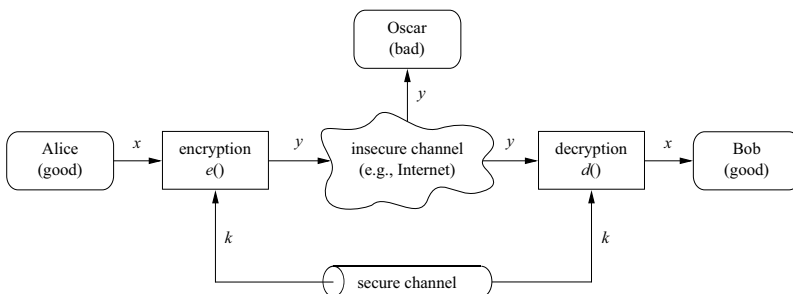 Oscar
(bad)
y
Alice
(good)
x
encryption
e()
y
insecure channel
(e.g., Internet)
y
decryption
d()
x
Bob
(good)
k
k
secure channel